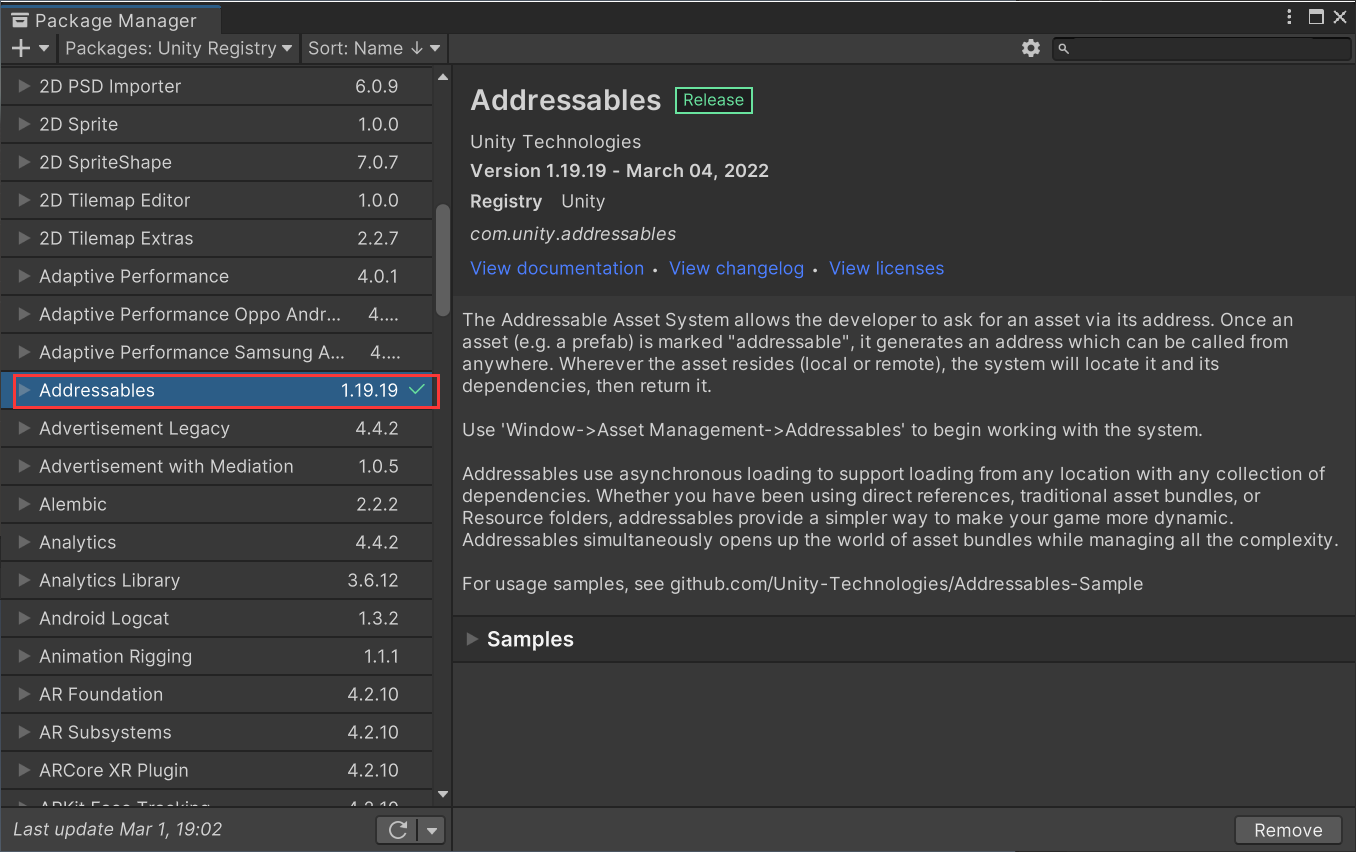 Package Manager
Packages: Unity Registry
Sort: Name ↓
2D PSD Importer 6.0.9
2D Sprite 1.0.0
2D SpriteShape 7.0.7
2D Tilemap Editor 1.0.0
2D Tilemap Extras 2.2.7
Adaptive Performance 4.0.1
Adaptive Performance Oppo Andr... 4....
Adaptive Performance Samsung A... 4....
Addressables 1.19.19
Advertisement Legacy 4.4.2
Advertisement with Mediation 1.0.5
Alembic 2.2.2
Analytics 4.4.2
Analytics Library 3.6.12
Android Logcat 1.3.2
Animation Rigging 1.1.1
AR Foundation 4.2.10
AR Subsystems 4.2.10
ARCore XR Plugin 4.2.10
ARKit Face Tracking 4.2.10
Last update Mar 1, 19:02
Addressables Release
Unity Technologies
Version 1.19.19 - March 04, 2022
Registry Unity
com.unity.addressables
View documentation • View changelog • View licenses
The Addressable Asset System allows the developer to ask for an asset via its address. Once an
asset (e.g. a prefab) is marked "addressable", it generates an address which can be called from
anywhere. Wherever the asset resides (local or remote), the system will locate it and its
dependencies, then return it.
Use 'Window->Asset Management->Addressables' to begin working with the system.
Addressables use asynchronous loading to support loading from any location with any collection of
dependencies. Whether you have been using direct references, traditional asset bundles, or
Resource folders, addressables provide a simpler way to make your game more dynamic.
Addressables simultaneously opens up the world of asset bundles while managing all the complexity.
For usage samples, see github.com/Unity-Technologies/Addressables-Sample
Samples
Remove